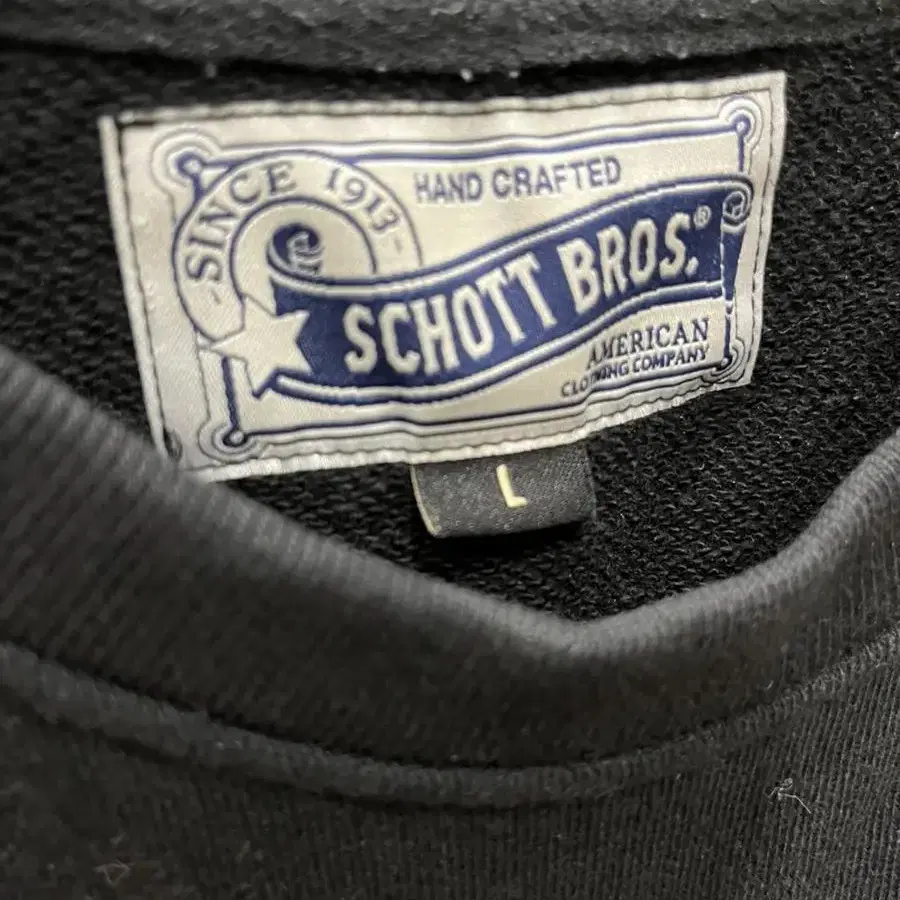 -SINCE 1913-
HAND CRAFTED
SCHOTT BROS.®
AMERICAN
CLOTHING COMPANY
L